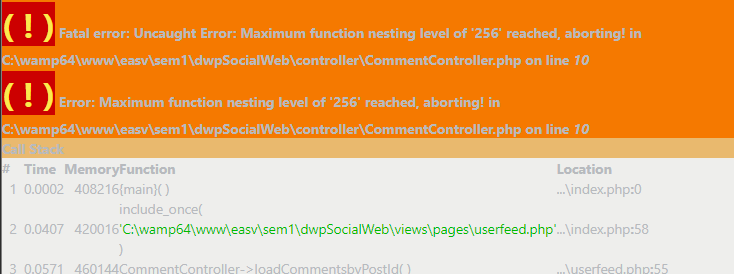 ( ! ) Fatal error: Uncaught Error: Maximum function nesting level of '256' reached, aborting! in
C:\wamp64\www\easv\sem1\dwpSocialWeb\controller\CommentController.php on line 10
( ! ) Error: Maximum function nesting level of '256' reached, aborting! in
C:\wamp64\www\easv\sem1\dwpSocialWeb\controller\CommentController.php on line 10
Call Stack
# Time Memory Function Location
1 0.0002 408216 {main}( ) ...\index.php:0
include_once(
2 0.0407 420016 'C:\wamp64\www\easv\sem1\dwpSocialWeb\views\pages\userfeed.php' ...\index.php:58
)
3 0.0571 460144 CommentController->loadCommentsbyPostId( ) ...\userfeed.php:55